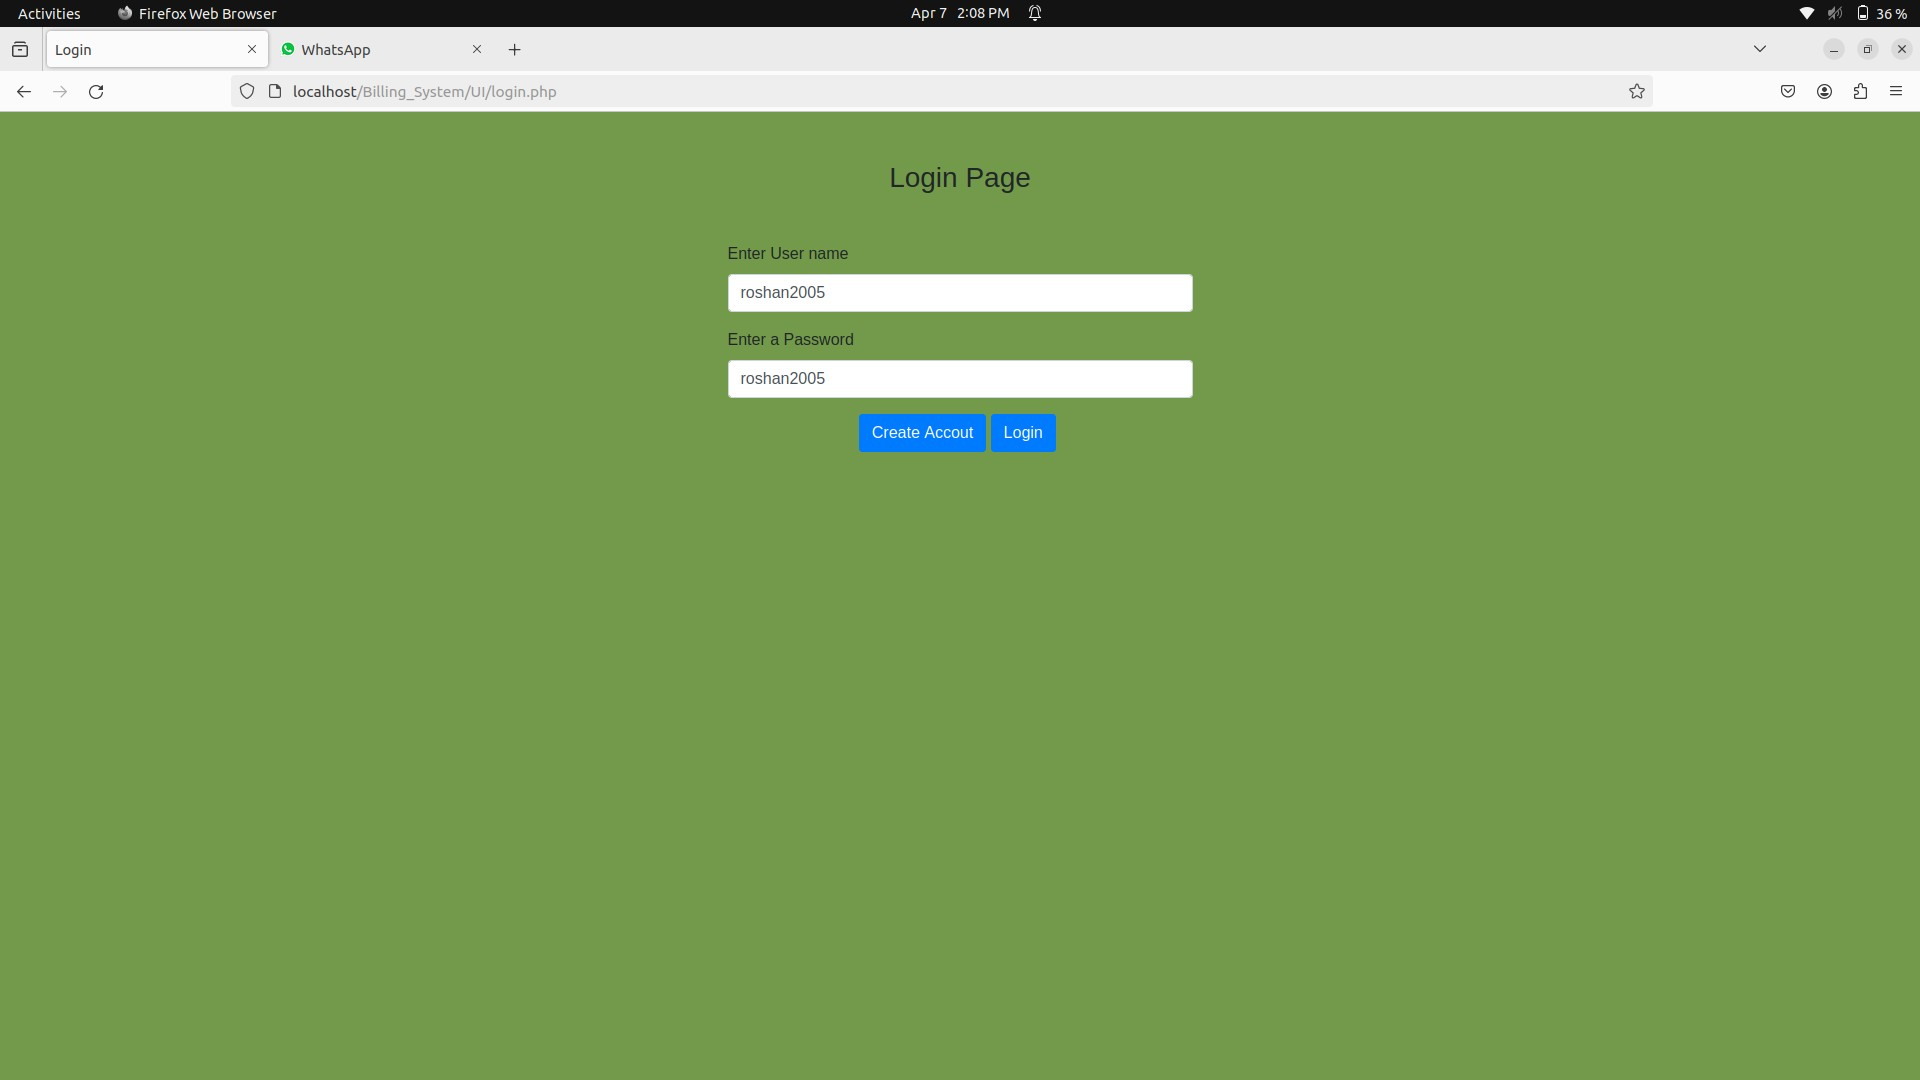 Activities Firefox Web Browser Apr 7 2:08 PM 36 %
Login WhatsApp
localhost/Billing_System/UI/login.php
Login Page
Enter User name
roshan2005
Enter a Password
roshan2005
Create Accout Login